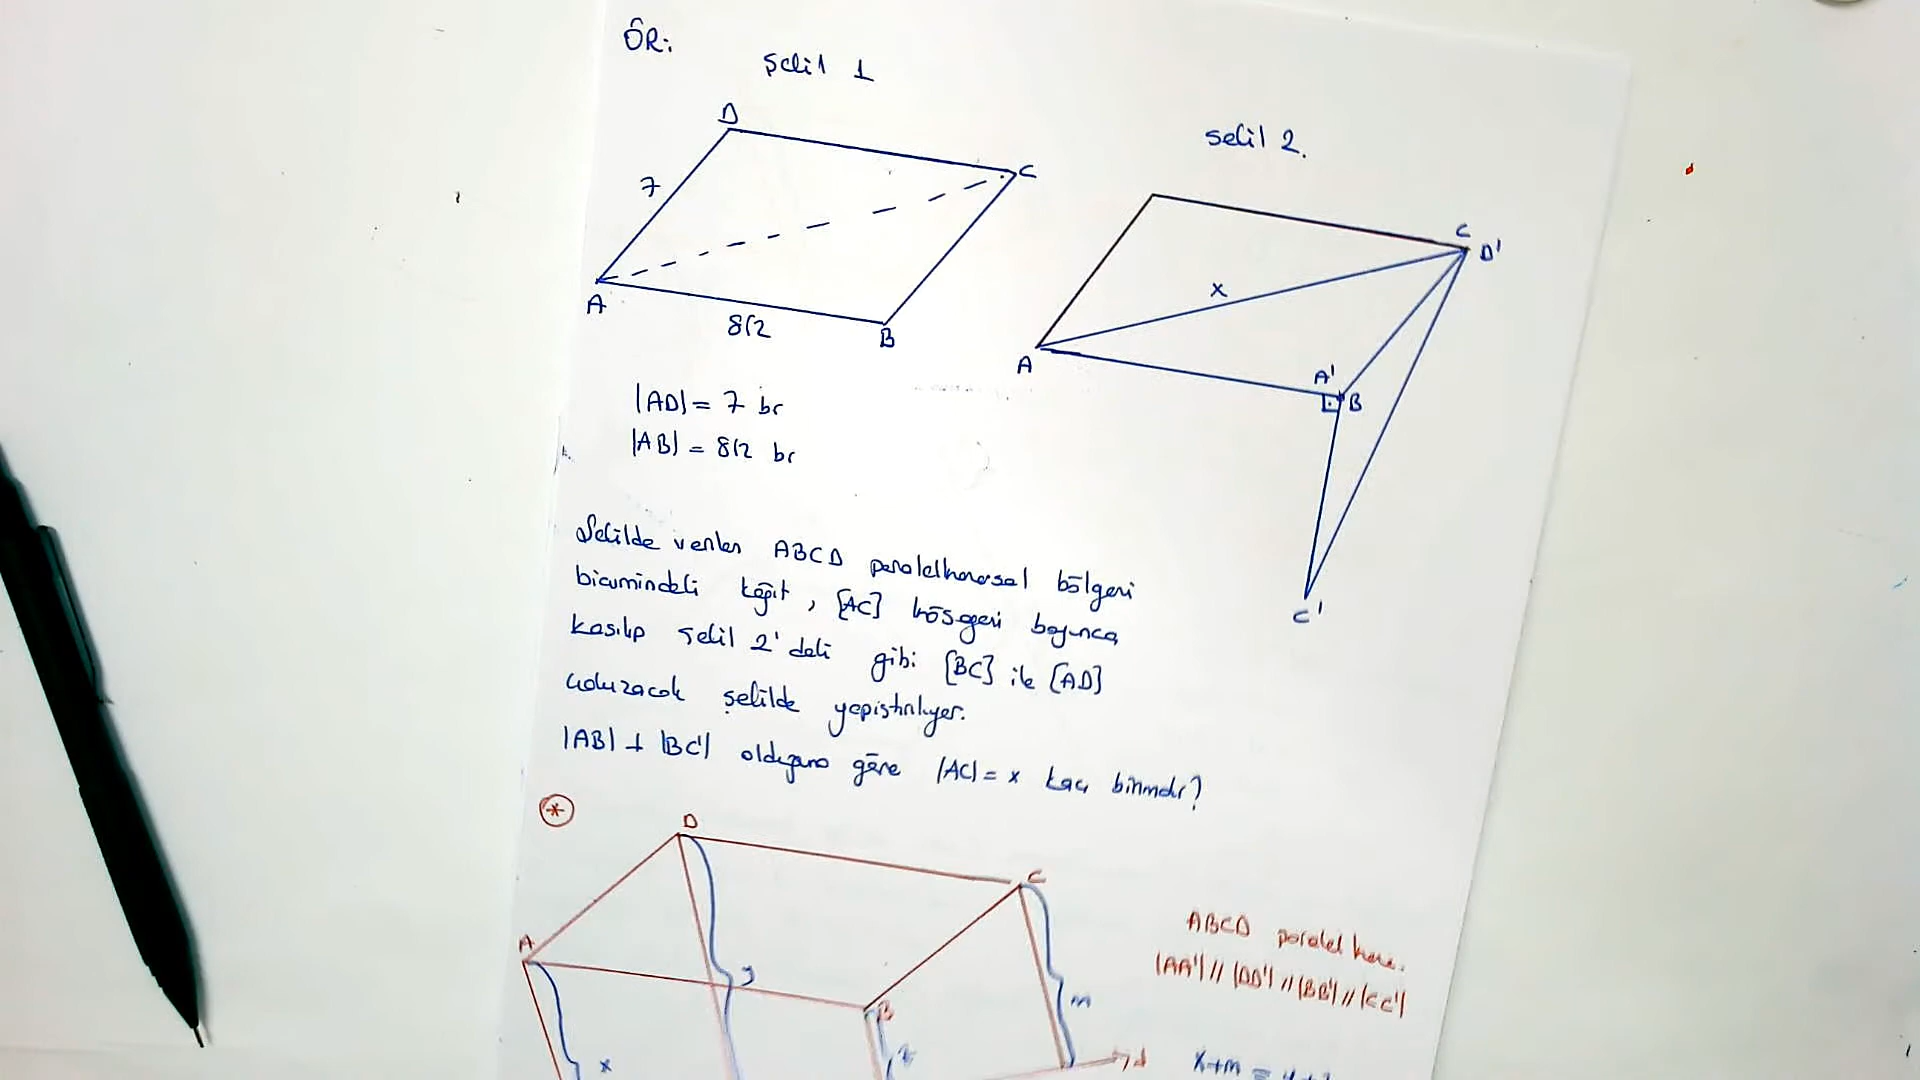 ÖR:
Şekil 1
D
C
7
A
8√2
B
Şekil 2.
C
D'
x
A
A'
B
C'
|AD| = 7 br
|AB| = 8√2 br
Şekilde verilen ABCD paralelkenarsal bölgesi
biçimindeki kağıt, [AC] köşegeni boyunca
kesilip şekil 2'deki gibi [BC] ile [AD]
çakışacak şekilde yapıştırılıyor.
|AB| ⊥ |BC'| olduğuna göre |AC| = x kaç birimdir?
*
D
C
A
y
B
m
x
z
d
ABCD paralel kenar.
|AA'| // |DD'| // |BB'| // |CC'|
x+m =